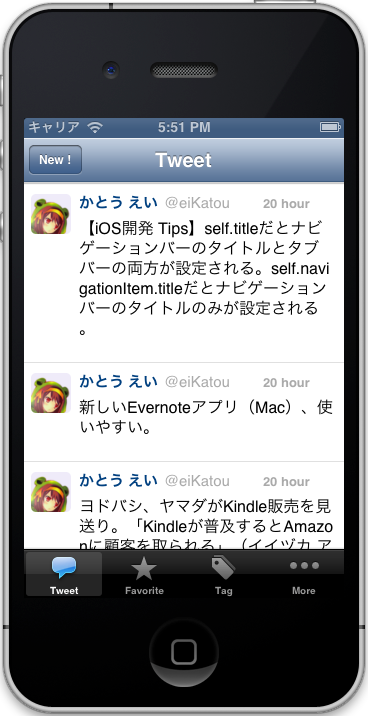 キャリア 5:51 PM
New ! Tweet
かとう えい @eiKatou 20 hour
【iOS開発 Tips】self.titleだとナビ
ゲーションバーのタイトルとタブ
バーの両方が設定される。self.navi
gationItem.titleだとナビゲーション
バーのタイトルのみが設定される
。
かとう えい @eiKatou 20 hour
新しいEvernoteアプリ（Mac）、使
いやすい。
かとう えい @eiKatou 20 hour
ヨドバシ、ヤマダがKindle販売を見
送り。「Kindleが普及するとAmazo
nに顧客を取られる」（イイヅカ ア
Tweet Favorite Tag More